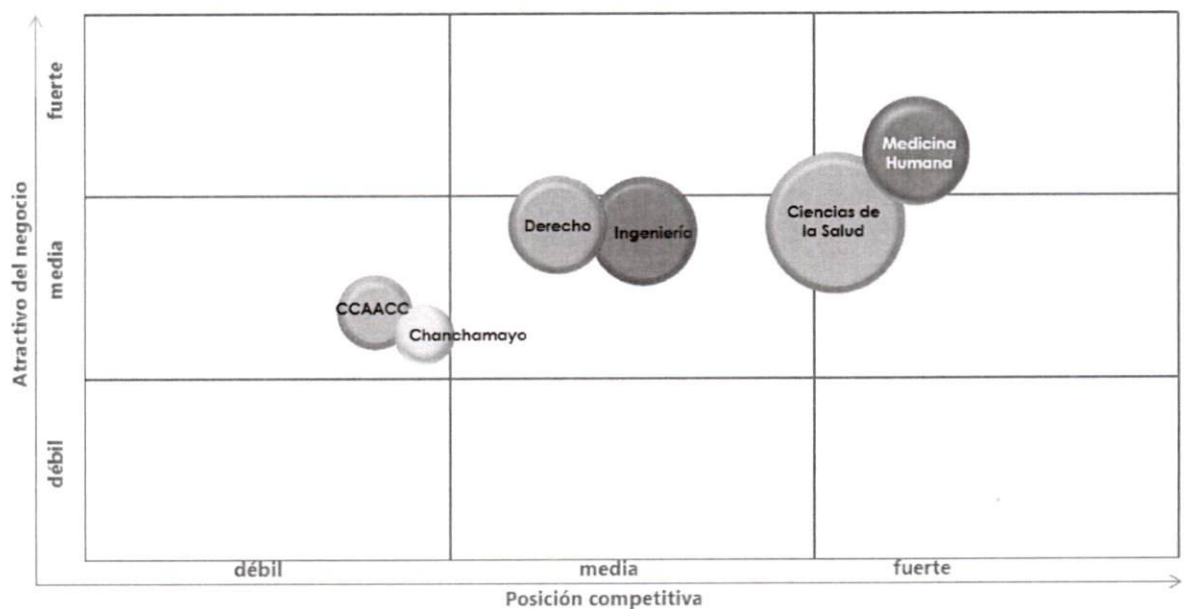 Atractivo del negocio
fuerte
media
débil
Medicina
Humana
Ciencias de
la Salud
Derecho
Ingeniería
CCAACC
Chanchamayo
débil
media
fuerte
Posición competitiva